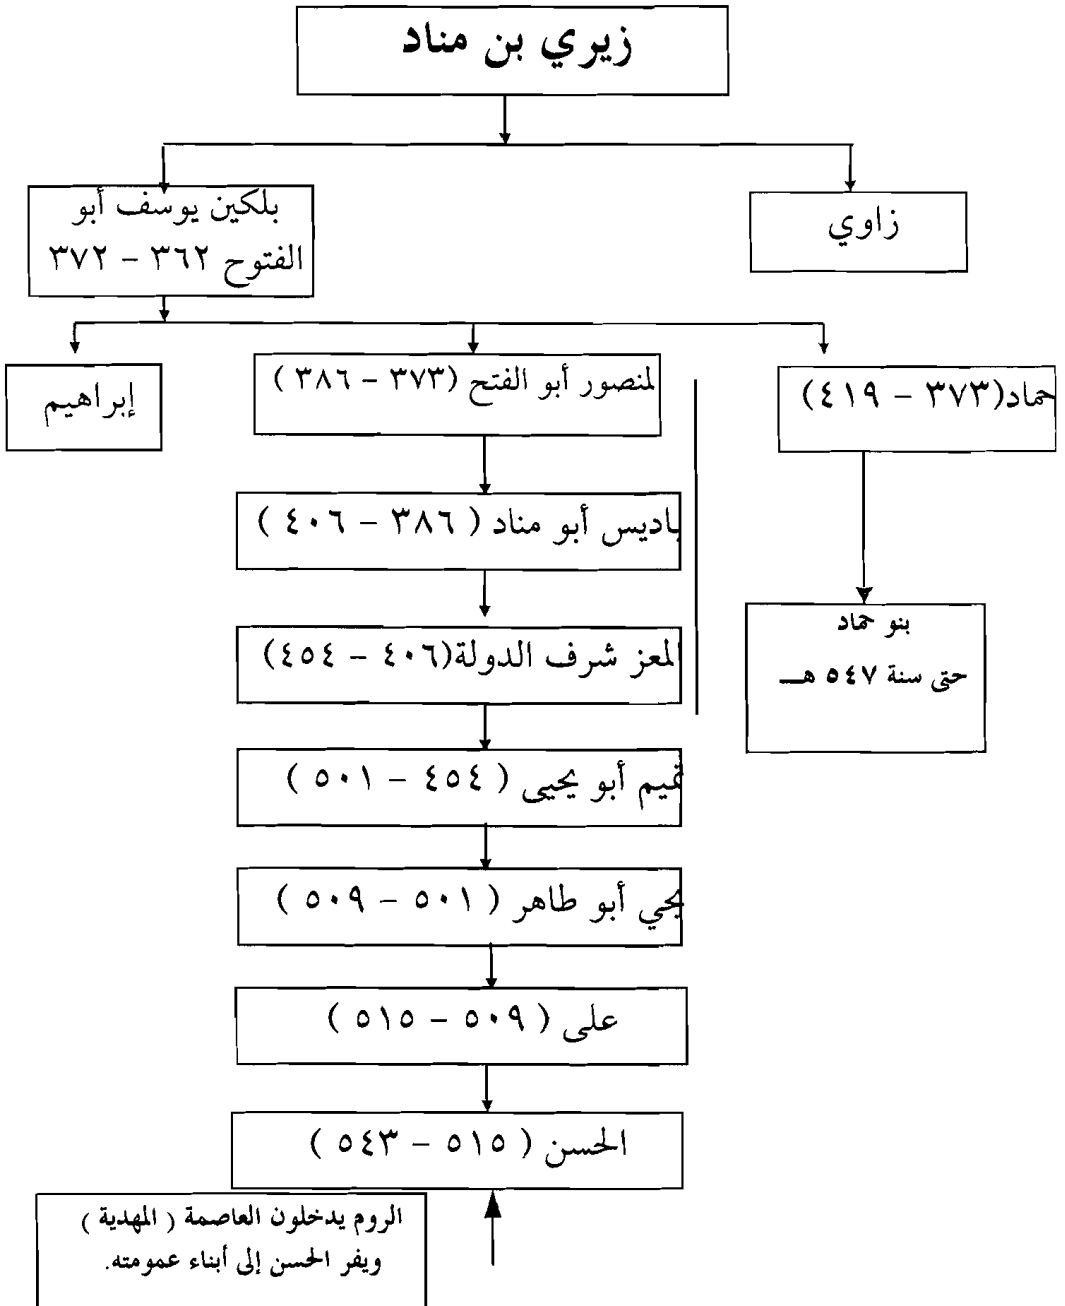 زيري بن مناد
زاوي
بلكين يوسف أبو
الفتوح ٣٦٢ – ٣٧٢
حماد(٣٧٣ – ٤١٩)
لمنصور أبو الفتح (٣٧٣ – ٣٨٦ )
إبراهيم
باديس أبو مناد ( ٣٨٦ – ٤٠٦ )
المعز شرف الدولة(٤٠٦ – ٤٥٤)
بنو حماد
حتى سنة ٥٤٧ هــ
تميم أبو يحيى ( ٤٥٤ – ٥٠١ )
يحي أبو طاهر ( ٥٠١ – ٥٠٩ )
على ( ٥٠٩ – ٥١٥ )
الحسن ( ٥١٥ – ٥٤٣ )
الروم يدخلون العاصمة ( المهدية )
ويفر الحسن إلى أبناء عمومته.